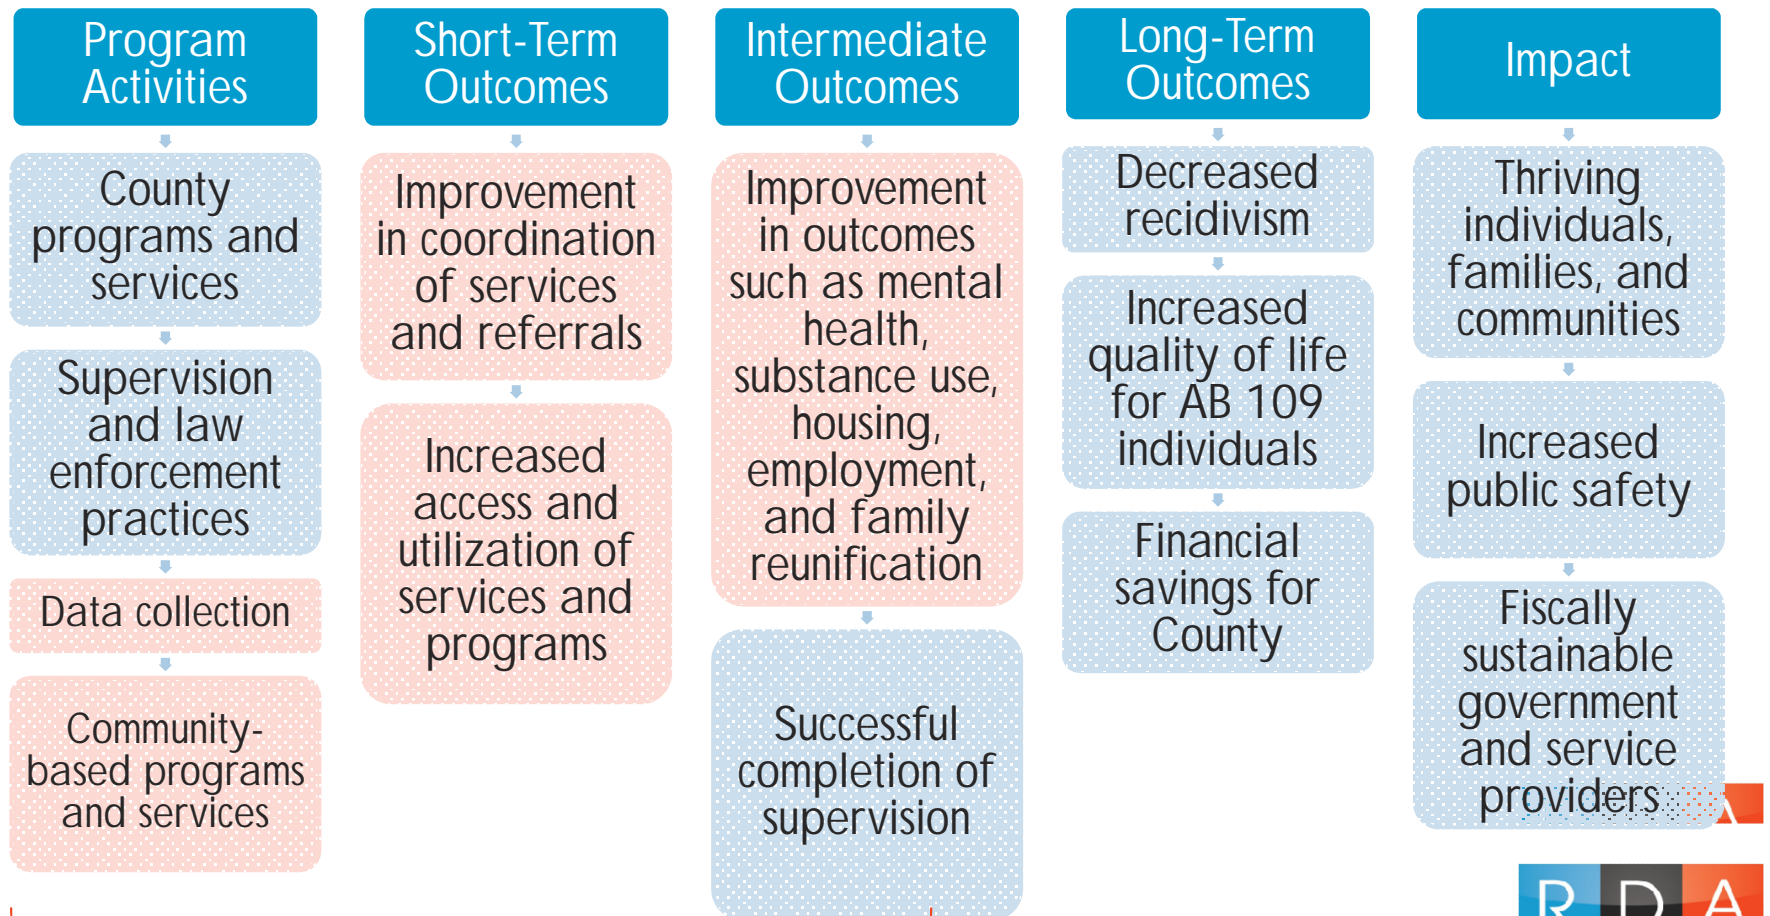 Program
Activities
County
programs and
services
Supervision
and law
enforcement
practices
Data collection
Community-
based programs
and services
Short-Term
Outcomes
Improvement
in coordination
of services
and referrals
Increased
access and
utilization of
services and
programs
Intermediate
Outcomes
Improvement
in outcomes
such as mental
health,
substance use,
housing,
employment,
and family
reunification
Successful
completion of
supervision
Long-Term
Outcomes
Decreased
recidivism
Increased
quality of life
for AB 109
individuals
Financial
savings for
County
Impact
Thriving
individuals,
families, and
communities
Increased
public safety
Fiscally
sustainable
government
and service
providers
A
R D A